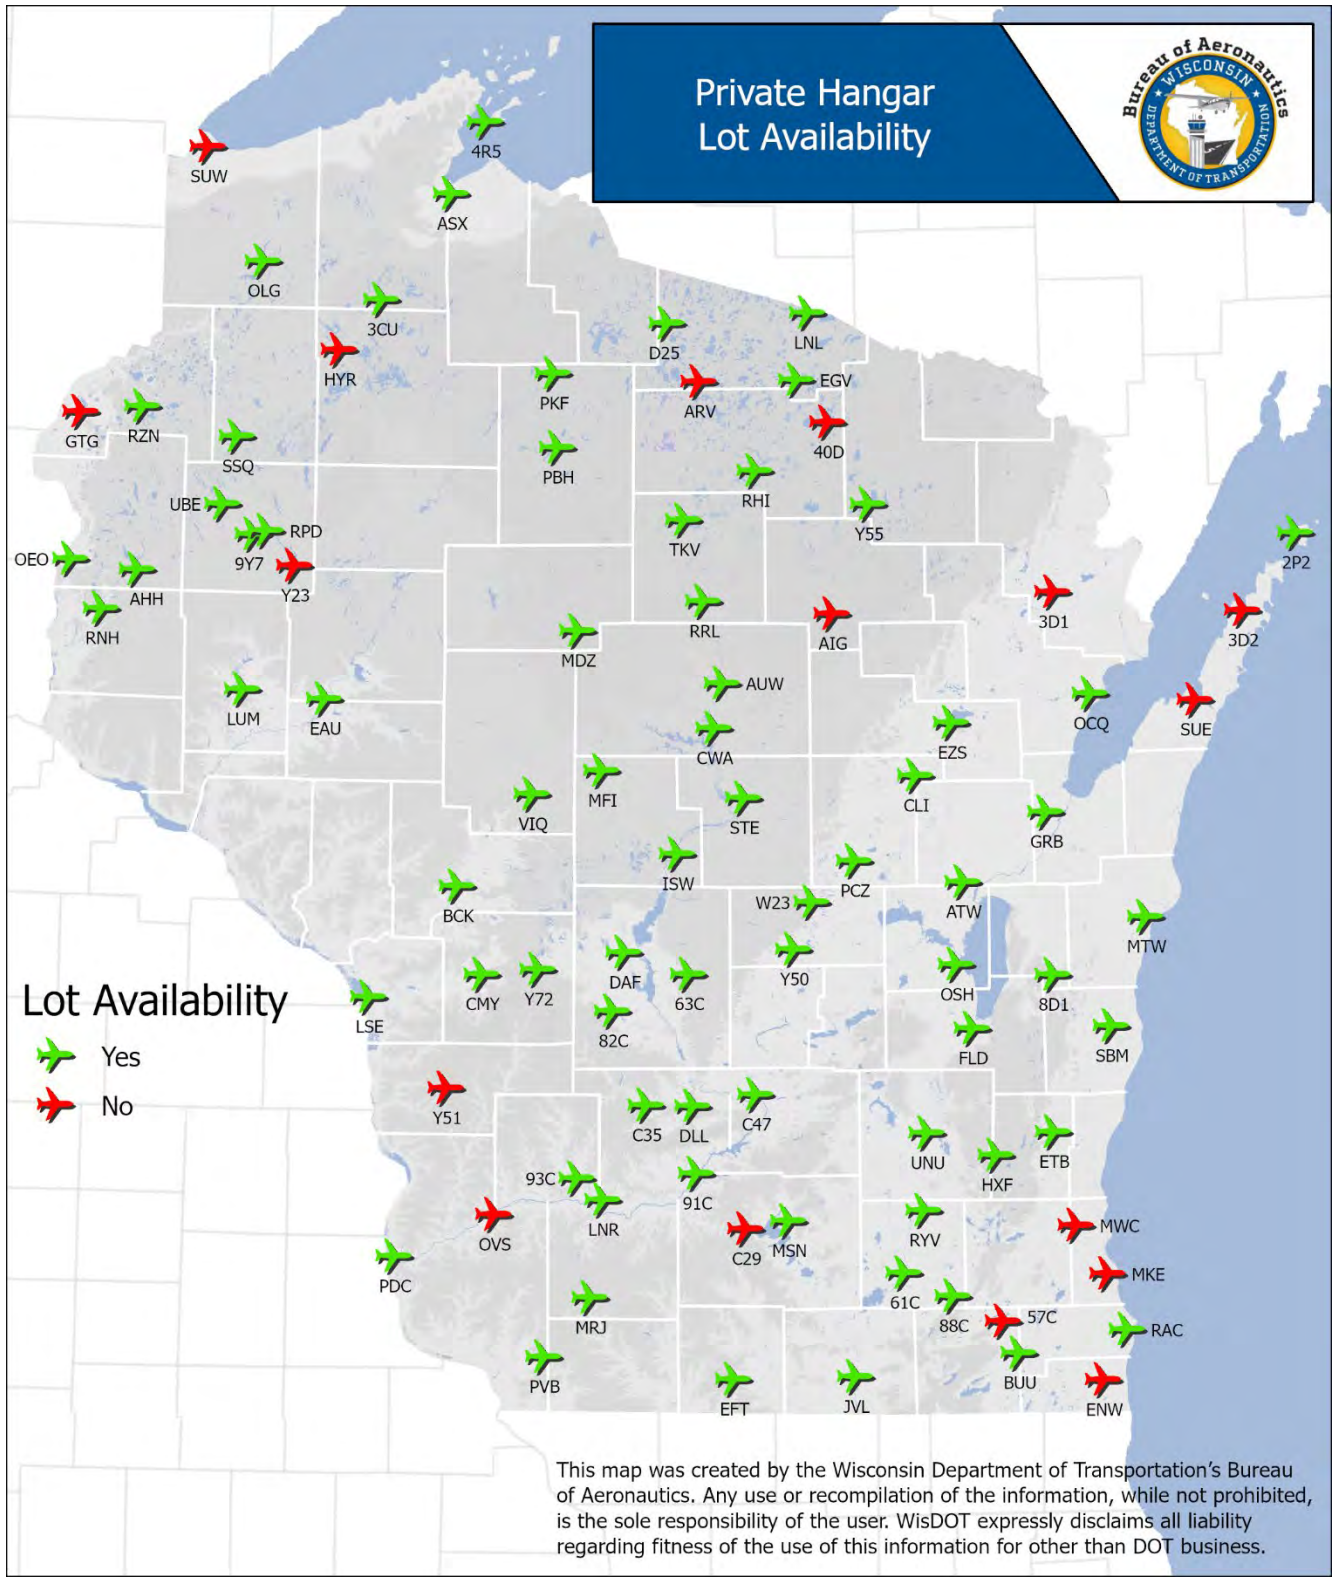 Private Hangar
Lot Availability
Bureau of Aeronautics
WISCONSIN
DEPARTMENT OF TRANSPORTATION
4R5
SUW
ASX
OLG
3CU
LNL
D25
HYR
EGV
PKF
ARV
GTG
RZN
40D
SSQ
PBH
RHI
UBE
RPD
Y55
TKV
OEO
9Y7
2P2
AHH
Y23
3D1
RNH
RRL
3D2
AIG
MDZ
AUW
LUM
EAU
OCQ
SUE
EZS
CWA
MFI
CLI
VIQ
STE
GRB
ISW
PCZ
W23
BCK
ATW
MTW
DAF
Y50
CMY
Y72
63C
OSH
8D1
LSE
82C
FLD
SBM
Lot Availability
Yes
No
Y51
C35
DLL
C47
UNU
ETB
HXF
93C
91C
LNR
MWC
OVS
C29
MSN
RYV
PDC
MKE
61C
88C
57C
MRJ
RAC
PVB
BUU
EFT
JVL
ENW
This map was created by the Wisconsin Department of Transportation's Bureau
of Aeronautics. Any use or recompilation of the information, while not prohibited,
is the sole responsibility of the user. WisDOT expressly disclaims all liability
regarding fitness of the use of this information for other than DOT business.